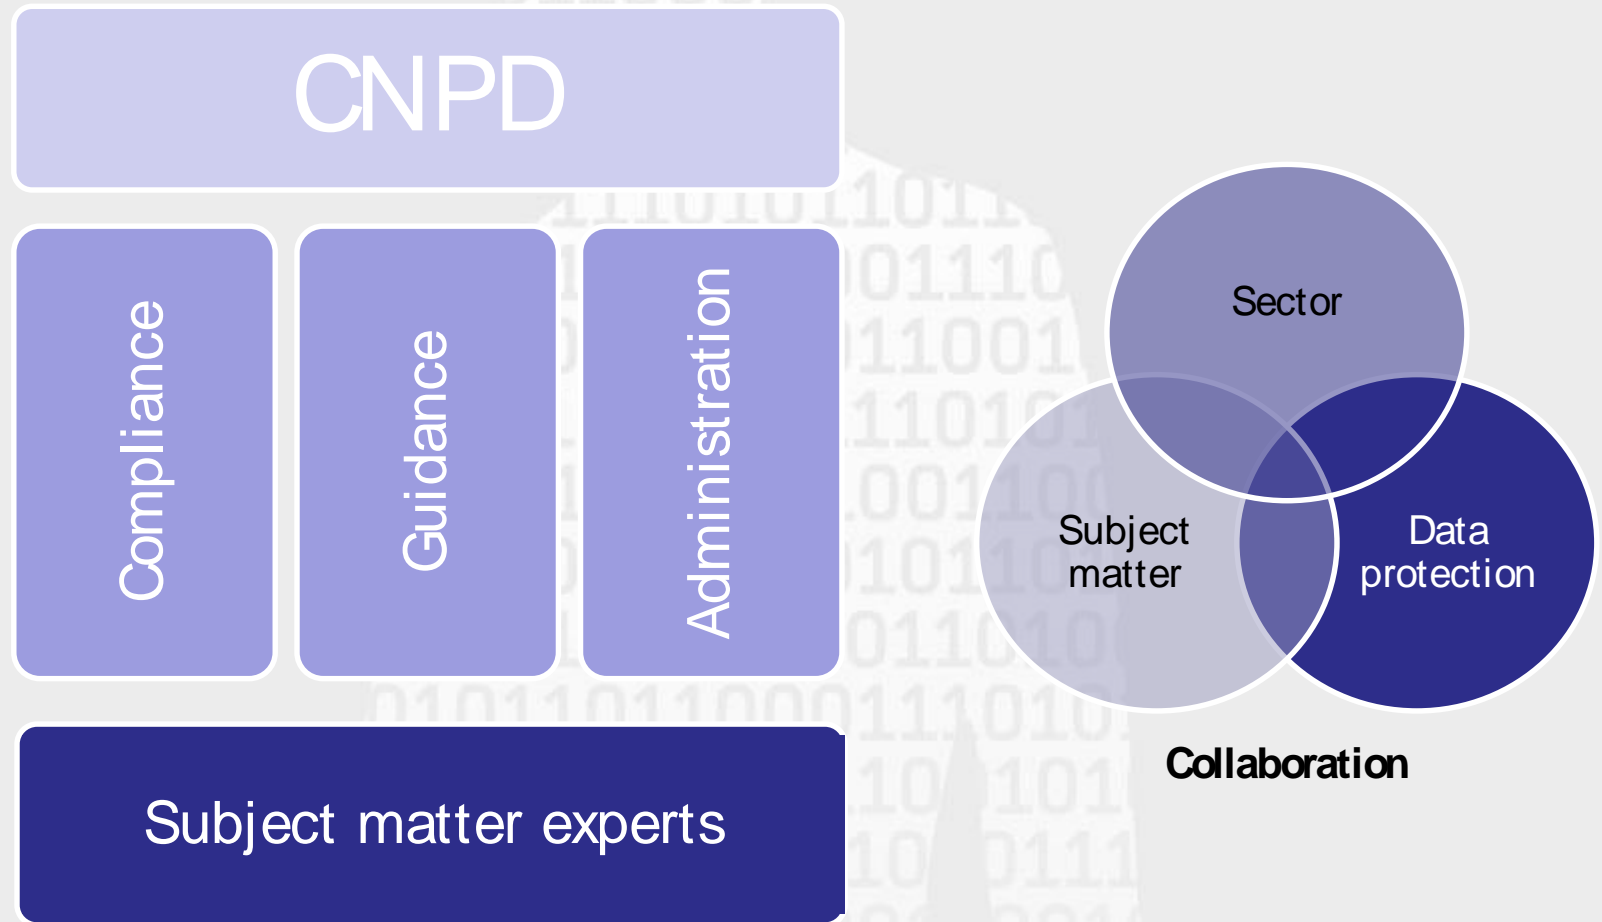 CNPD
Compliance
Guidance
Administration
Subject matter experts
Sector
Subject
matter
Data
protection
Collaboration